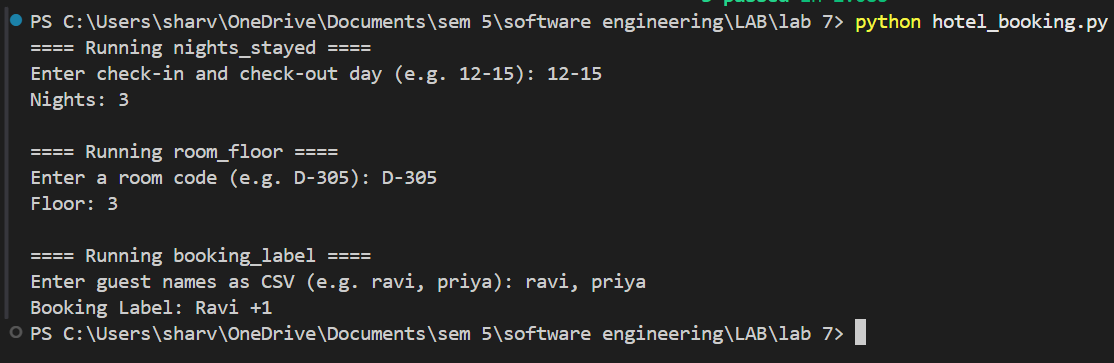 PS C:\Users\sharv\OneDrive\Documents\sem 5\software engineering\LAB\lab 7> python hotel_booking.py
==== Running nights_stayed ====
Enter check-in and check-out day (e.g. 12-15): 12-15
Nights: 3
==== Running room_floor ====
Enter a room code (e.g. D-305): D-305
Floor: 3
==== Running booking_label ====
Enter guest names as CSV (e.g. ravi, priya): ravi, priya
Booking Label: Ravi +1
PS C:\Users\sharv\OneDrive\Documents\sem 5\software engineering\LAB\lab 7>